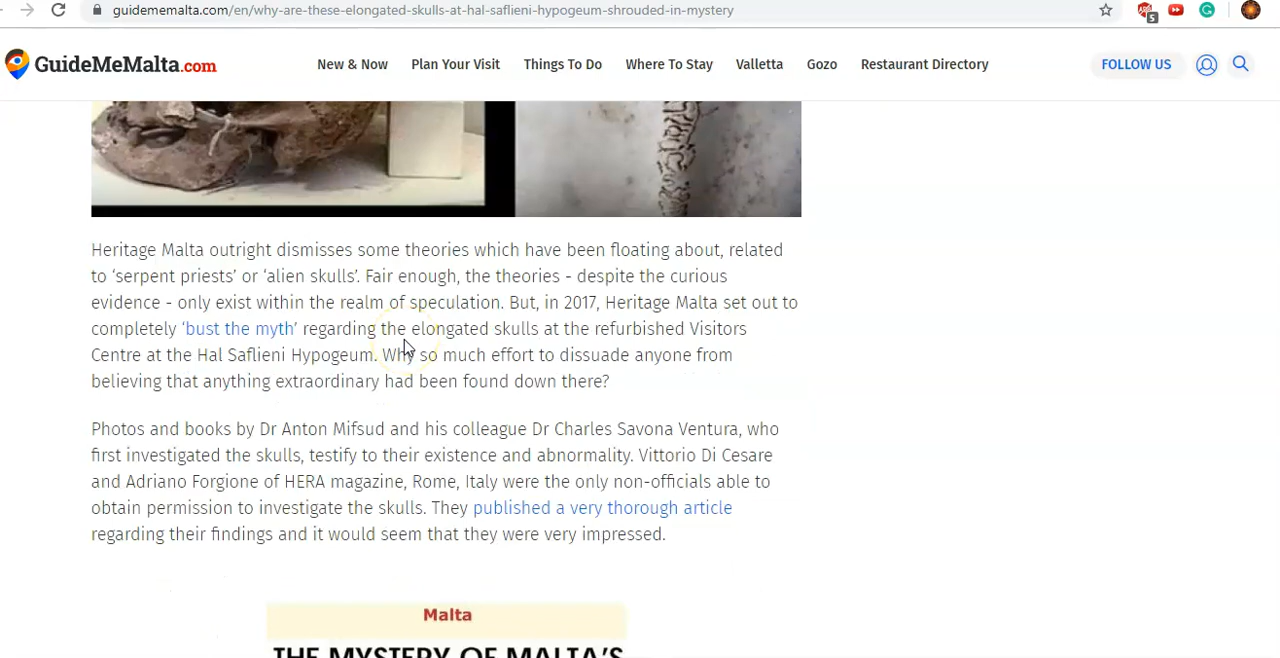 guidememalta.com/en/why-are-these-elongated-skulls-at-hal-saflieni-hypogeum-shrouded-in-mystery
5
GuideMeMalta.com
New & Now Plan Your Visit Things To Do Where To Stay Valletta Gozo Restaurant Directory FOLLOW US
Heritage Malta outright dismisses some theories which have been floating about, related
to ‘serpent priests’ or ‘alien skulls’. Fair enough, the theories - despite the curious
evidence - only exist within the realm of speculation. But, in 2017, Heritage Malta set out to
completely ‘bust the myth’ regarding the elongated skulls at the refurbished Visitors
Centre at the Hal Saflieni Hypogeum. Why so much effort to dissuade anyone from
believing that anything extraordinary had been found down there?
Photos and books by Dr Anton Mifsud and his colleague Dr Charles Savona Ventura, who
first investigated the skulls, testify to their existence and abnormality. Vittorio Di Cesare
and Adriano Forgione of HERA magazine, Rome, Italy were the only non-officials able to
obtain permission to investigate the skulls. They published a very thorough article
regarding their findings and it would seem that they were very impressed.
Malta
THE MYSTERY OF MALTA'S